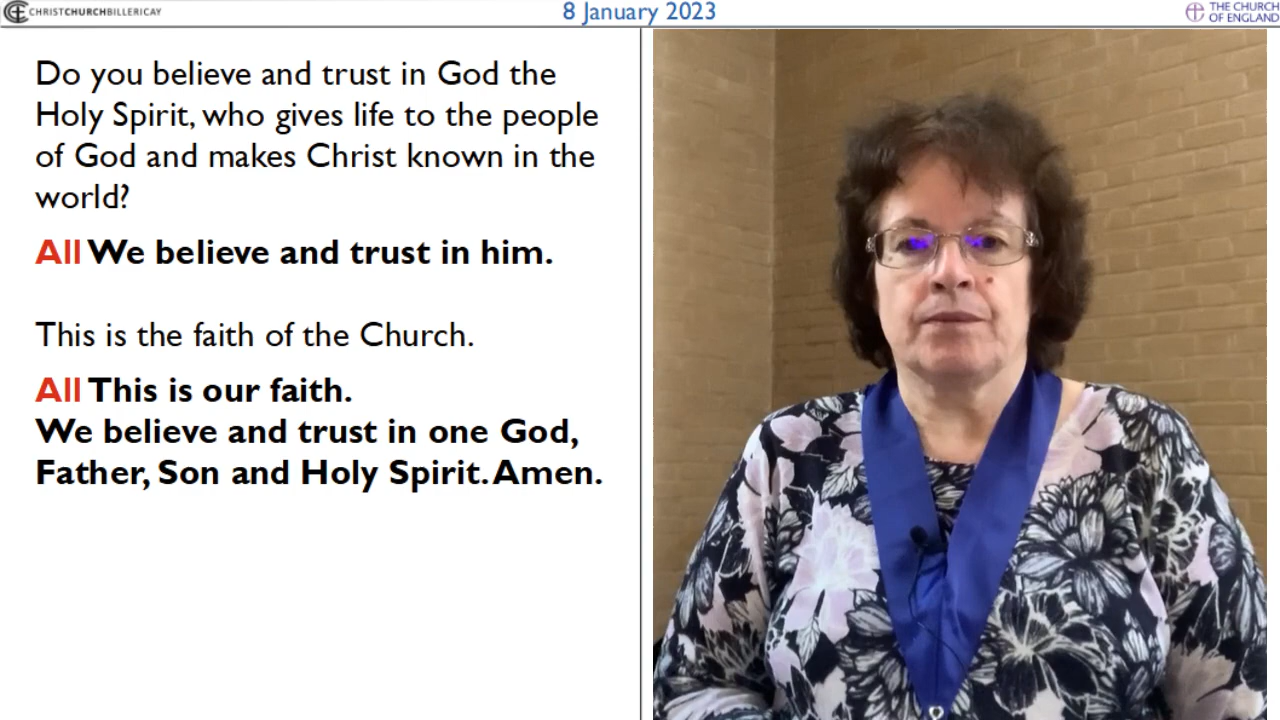 CHRISTCHURCHBILLERICAY
8 January 2023
THE CHURCH
OF ENGLAND
Do you believe and trust in God the
Holy Spirit, who gives life to the people
of God and makes Christ known in the
world?
All We believe and trust in him.
This is the faith of the Church.
All This is our faith.
We believe and trust in one God,
Father, Son and Holy Spirit. Amen.